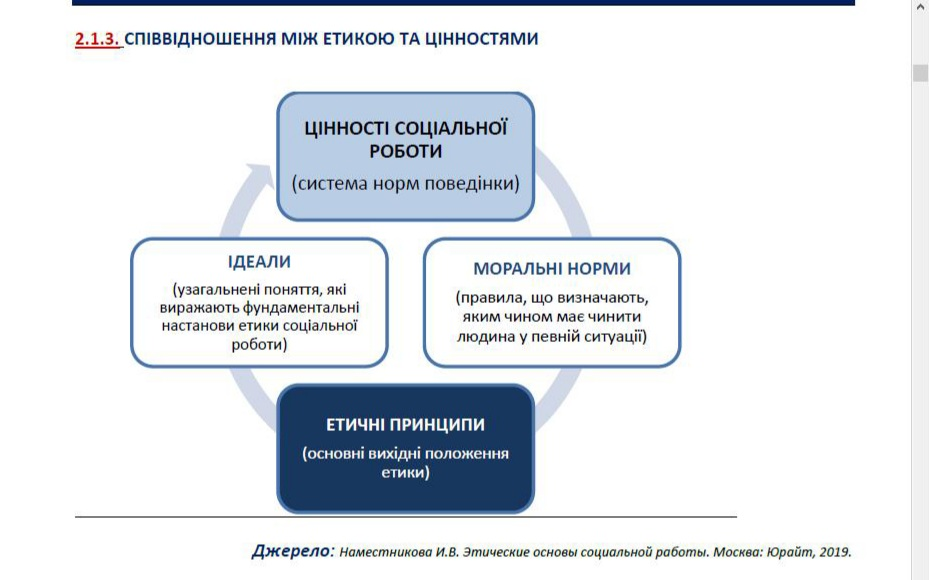 2.1.3. СПІВВІДНОШЕННЯ МІЖ ЕТИКОЮ ТА ЦІННОСТЯМИ
ЦІННОСТІ СОЦІАЛЬНОЇ
РОБОТИ
(система норм поведінки)
ІДЕАЛИ
(узагальнені поняття, які
виражають фундаментальні
настанови етики соціальної
роботи)
МОРАЛЬНІ НОРМИ
(правила, що визначають,
яким чином має чинити
людина у певній ситуації)
ЕТИЧНІ ПРИНЦИПИ
(основні вихідні положення
етики)
Джерело: Наместникова И.В. Этические основы социальной работы. Москва: Юрайт, 2019.